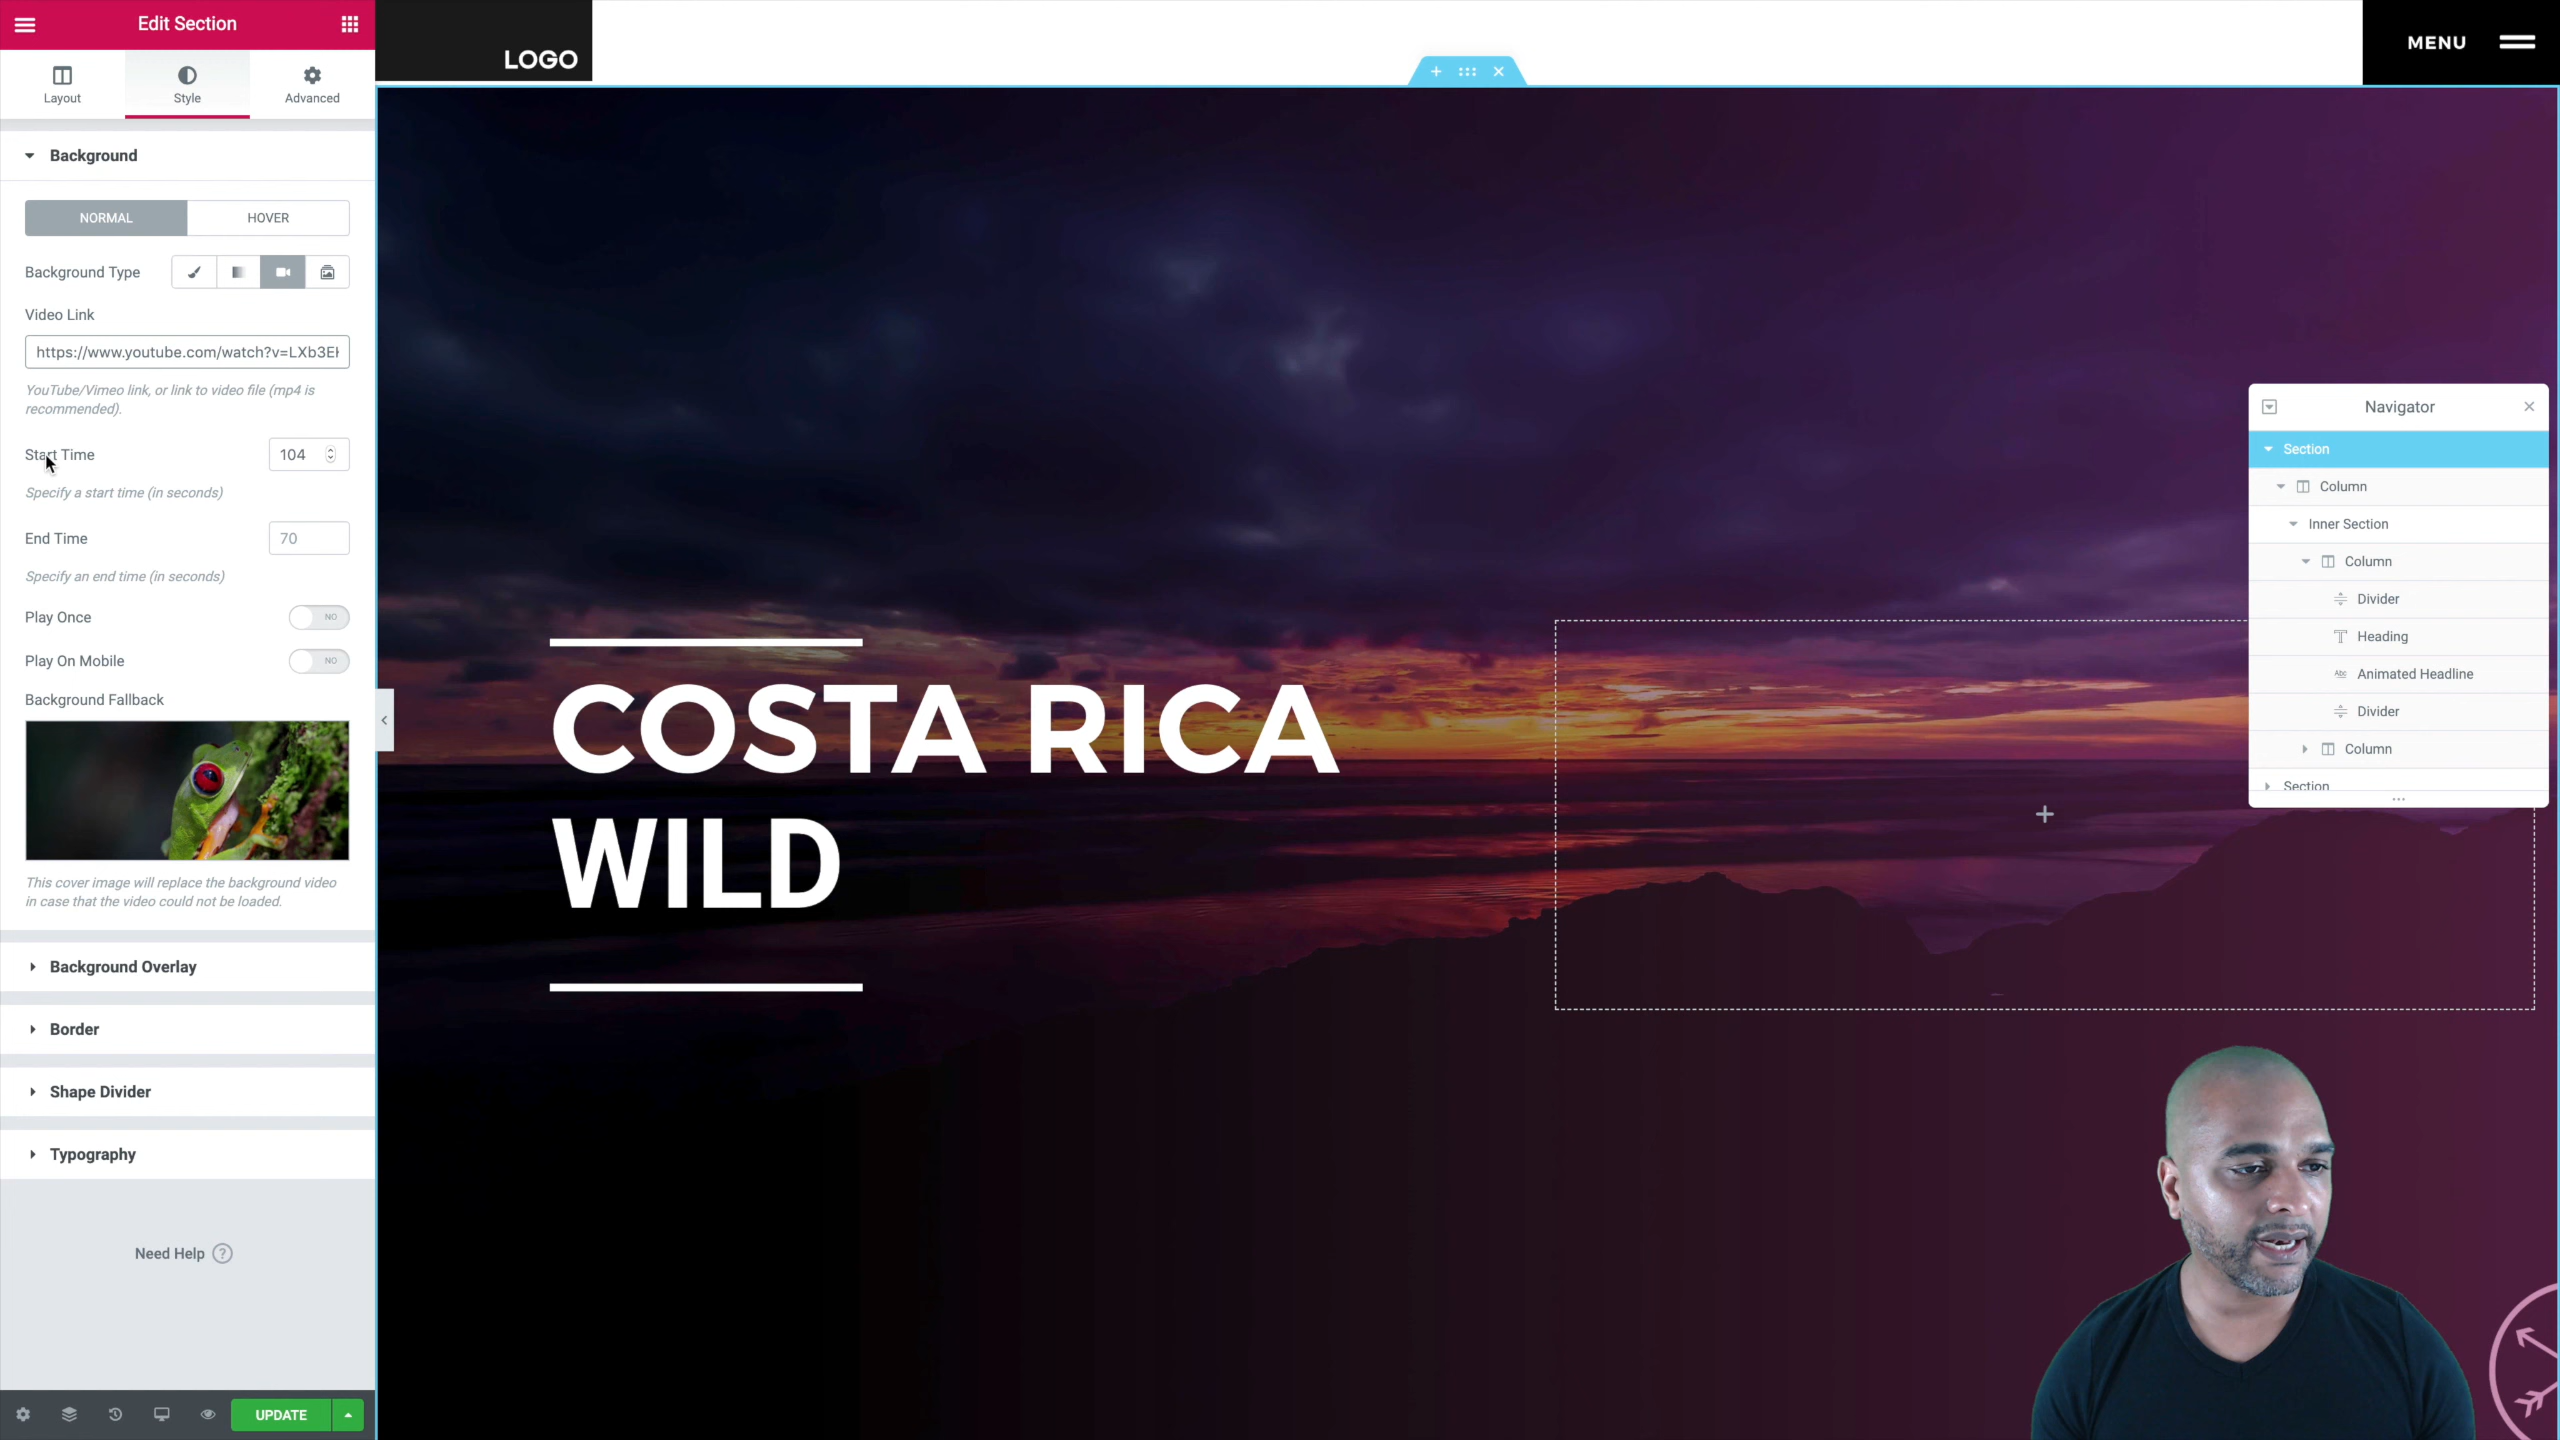 Edit Section
Layout
Style
Advanced
Background
NORMAL
HOVER
Background Type
Video Link
https://www.youtube.com/watch?v=LXb3E
YouTube/Vimeo link, or link to video file (mp4 is
recommended).
Start Time
104
Specify a start time (in seconds)
End Time
70
Specify an end time (in seconds)
Play Once
NO
Play On Mobile
NO
Background Fallback
This cover image will replace the background video
in case that the video could not be loaded.
Background Overlay
Border
Shape Divider
Typography
Need Help ?
UPDATE
LOGO
MENU
COSTA RICA
WILD
Navigator
Section
Column
Inner Section
Column
Divider
Heading
Abc Animated Headline
Divider
Column
Section